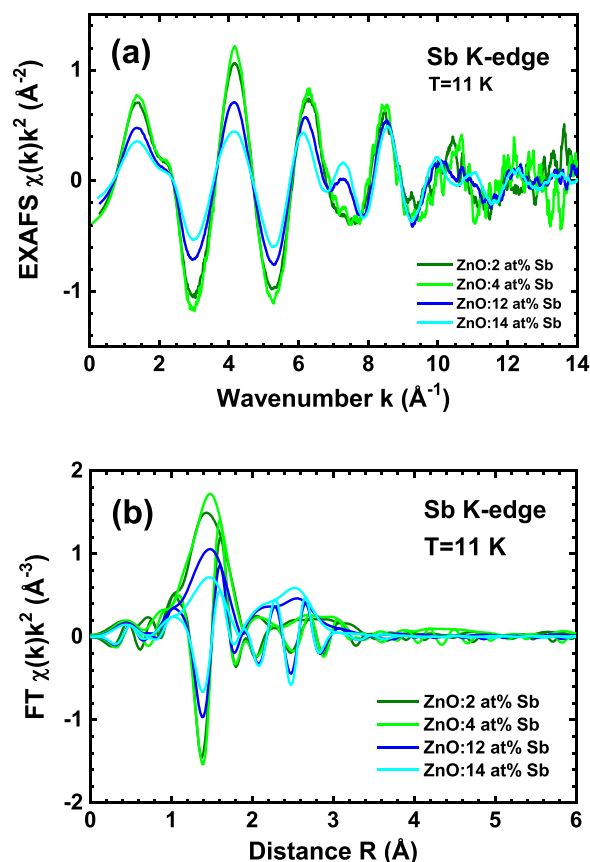 (a)
Sb K-edge
T=11 K
EXAFS χ(k)k² (Å⁻²)
1
0
-1
ZnO:2 at% Sb
ZnO:4 at% Sb
ZnO:12 at% Sb
ZnO:14 at% Sb
0 2 4 6 8 10 12 14
Wavenumber k (Å⁻¹)
(b)
Sb K-edge
T=11 K
FT χ(k)k² (Å⁻³)
2
1
0
-1
-2
ZnO:2 at% Sb
ZnO:4 at% Sb
ZnO:12 at% Sb
ZnO:14 at% Sb
0 1 2 3 4 5 6
Distance R (Å)